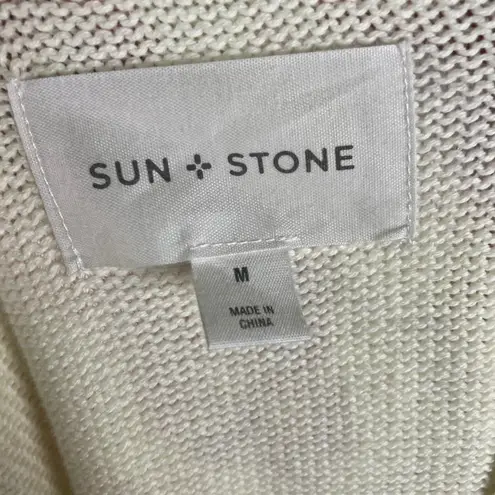 SUN + STONE
M
MADE IN
CHINA